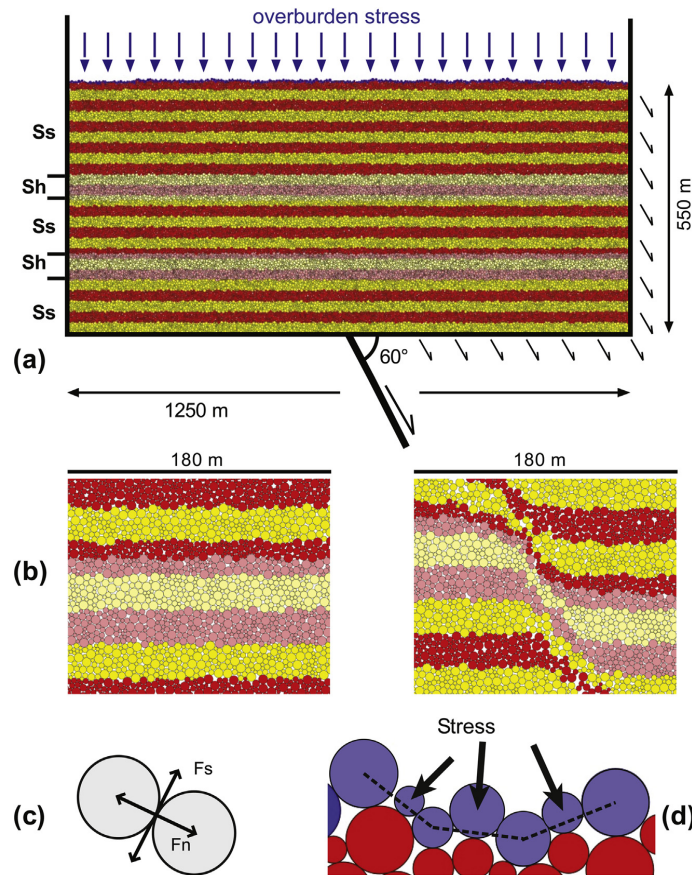 overburden stress
Ss
Sh
Ss
Sh
Ss
550 m
(a)
60°
1250 m
180 m
180 m
(b)
Stress
(c)
Fs
Fn
(d)